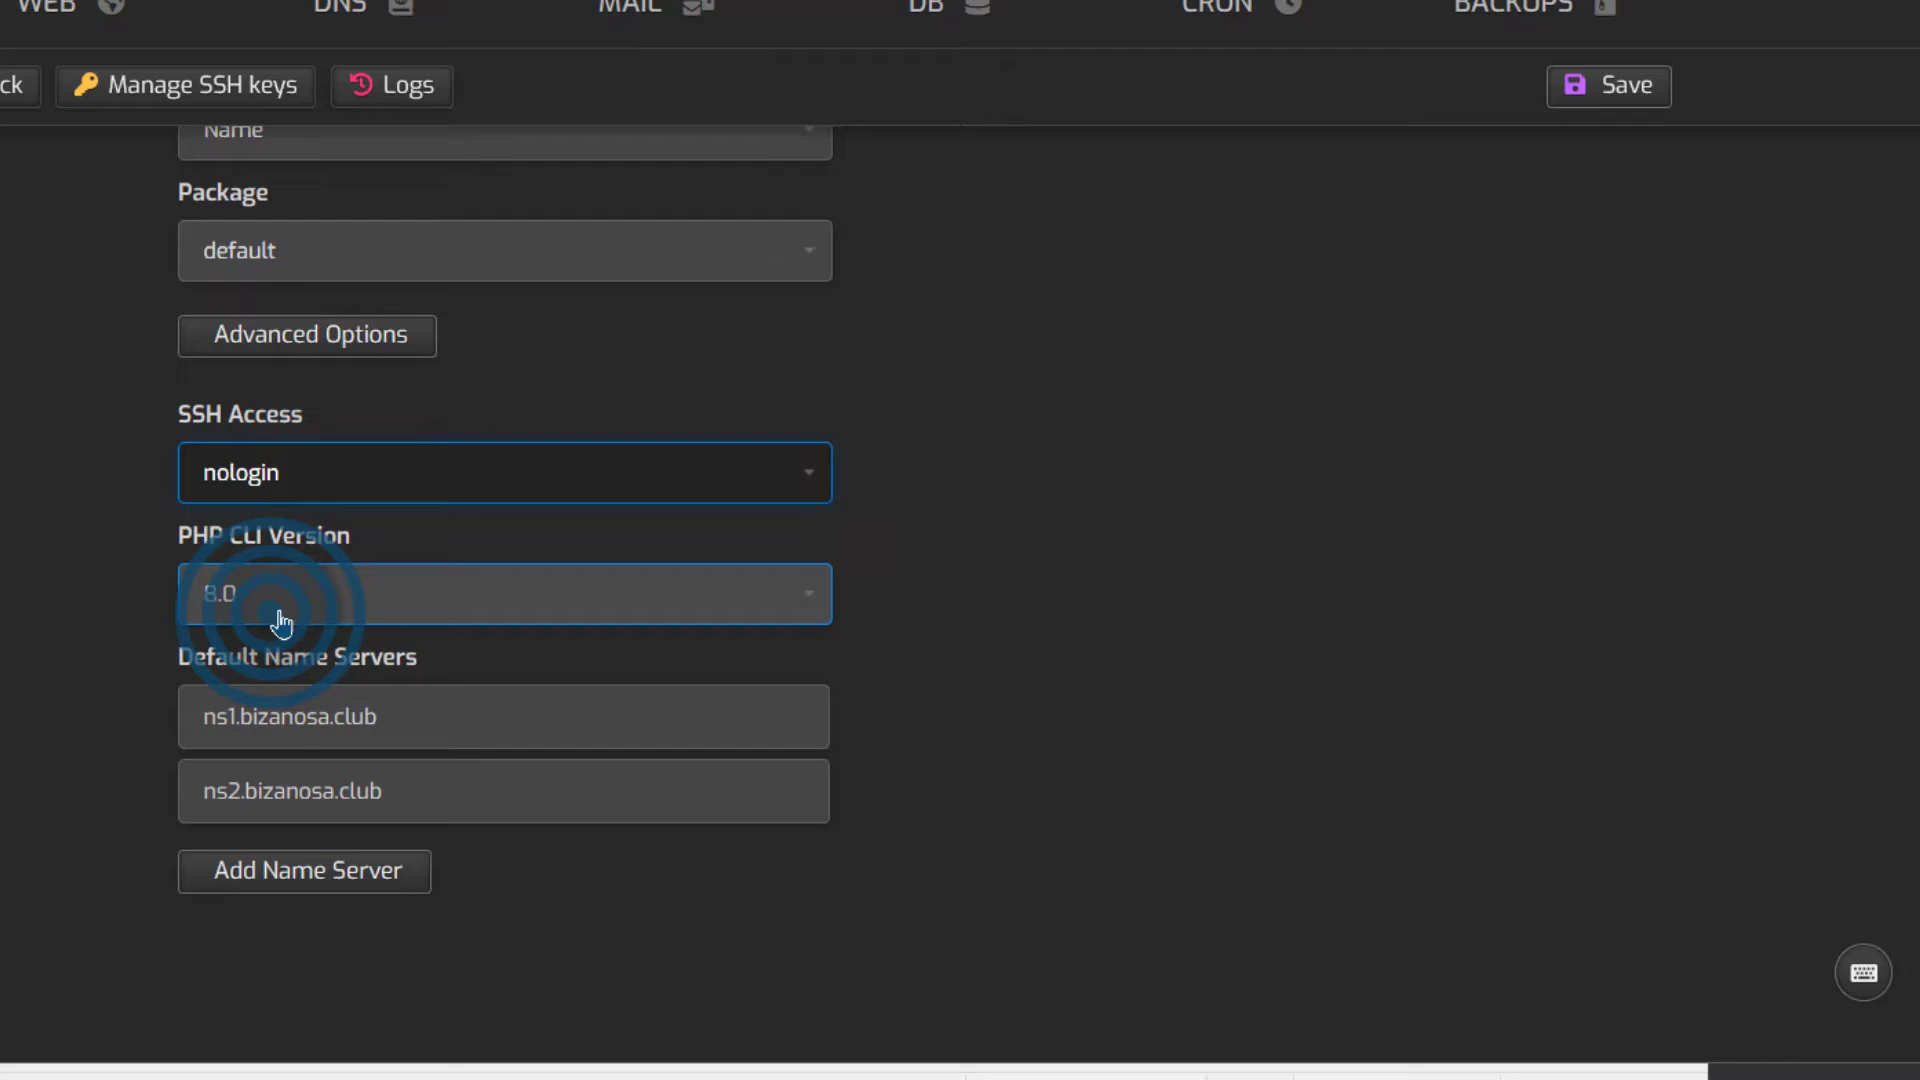 WEB DNS MAIL DB CRON BACKUPS
ck Manage SSH keys Logs Save
Name
Package
default
Advanced Options
SSH Access
nologin
PHP CLI Version
8.0
Default Name Servers
ns1.bizanosa.club
ns2.bizanosa.club
Add Name Server